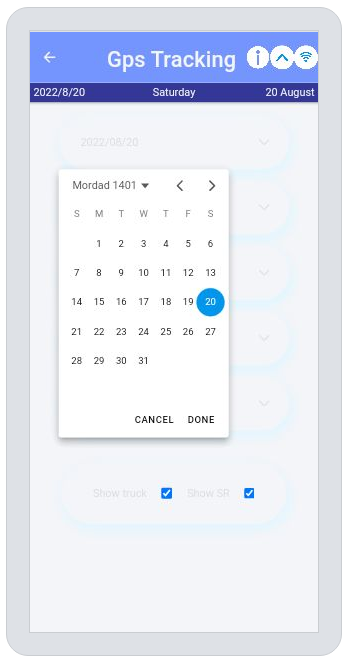 Gps Tracking
2022/8/20 Saturday 20 August
2022/08/20
Mordad 1401
S M T W T F S
1 2 3 4 5 6
7 8 9 10 11 12 13
14 15 16 17 18 19 20
21 22 23 24 25 26 27
28 29 30 31
CANCEL DONE
Show truck Show SR